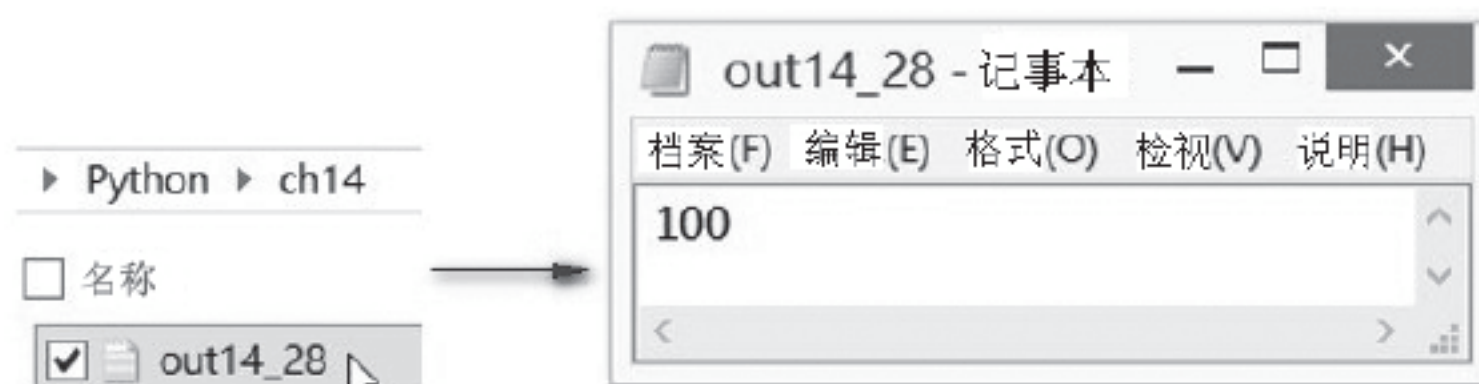 Python ch14
名称
out14_28
out14_28 - 记事本
档案(F) 编辑(E) 格式(O) 检视(V) 说明(H)
100